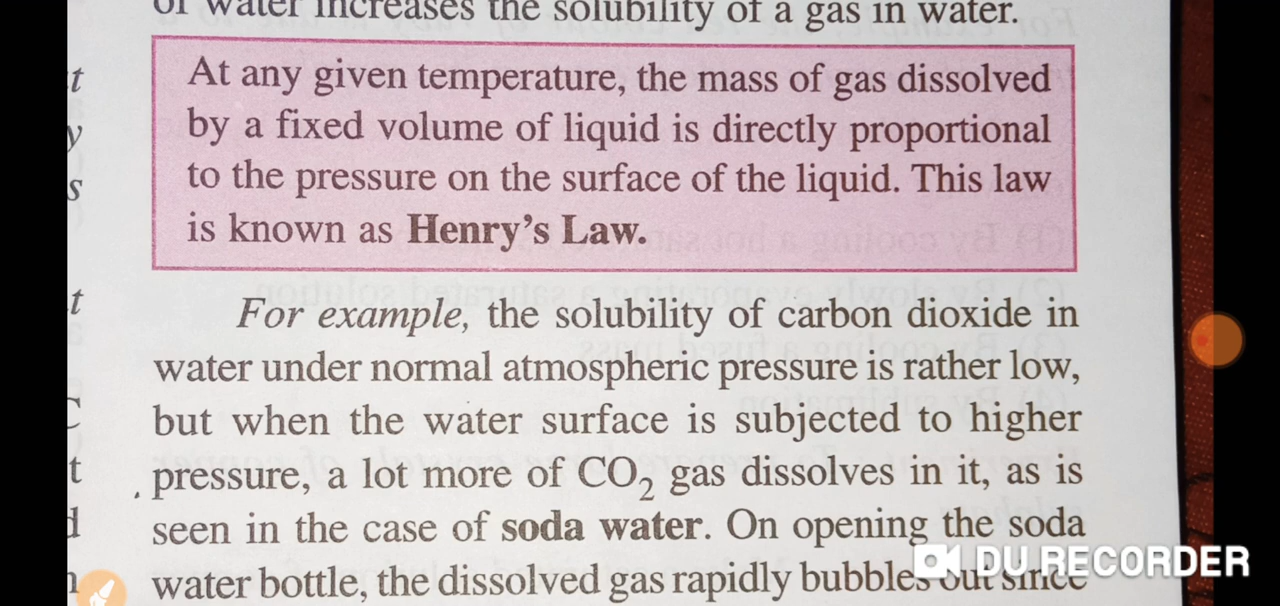 of water increases the solubility of a gas in water.
At any given temperature, the mass of gas dissolved
by a fixed volume of liquid is directly proportional
to the pressure on the surface of the liquid. This law
is known as Henry's Law.
For example, the solubility of carbon dioxide in
water under normal atmospheric pressure is rather low,
but when the water surface is subjected to higher
pressure, a lot more of CO₂ gas dissolves in it, as is
seen in the case of soda water. On opening the soda
water bottle, the dissolved gas rapidly bubbles out since
DU RECORDER
t
y
s
t
t
d